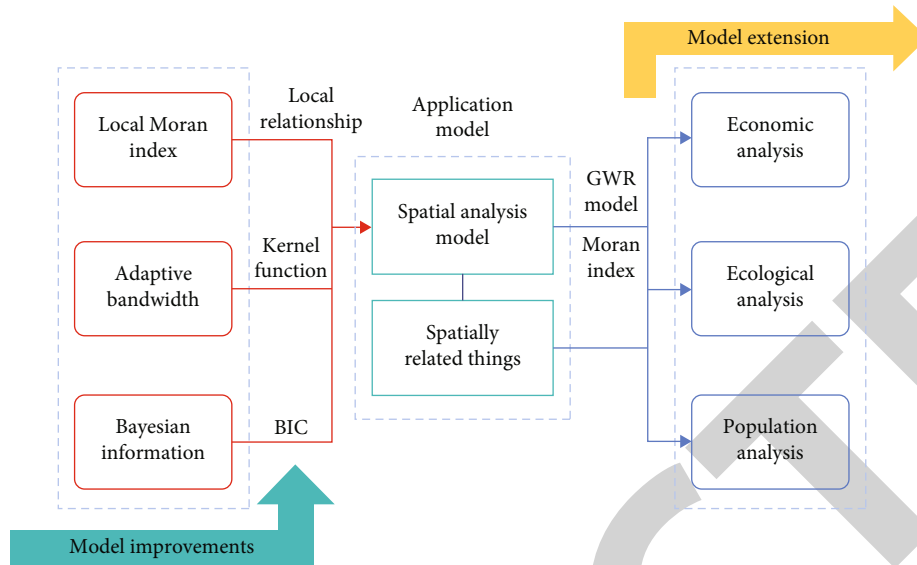 Model extension
Local Moran
index
Local
relationship
Application
model
Economic
analysis
GWR
model
Spatial analysis
model
Adaptive
bandwidth
Kernel
function
Moran
index
Ecological
analysis
Spatially
related things
Bayesian
information
BIC
Population
analysis
Model improvements